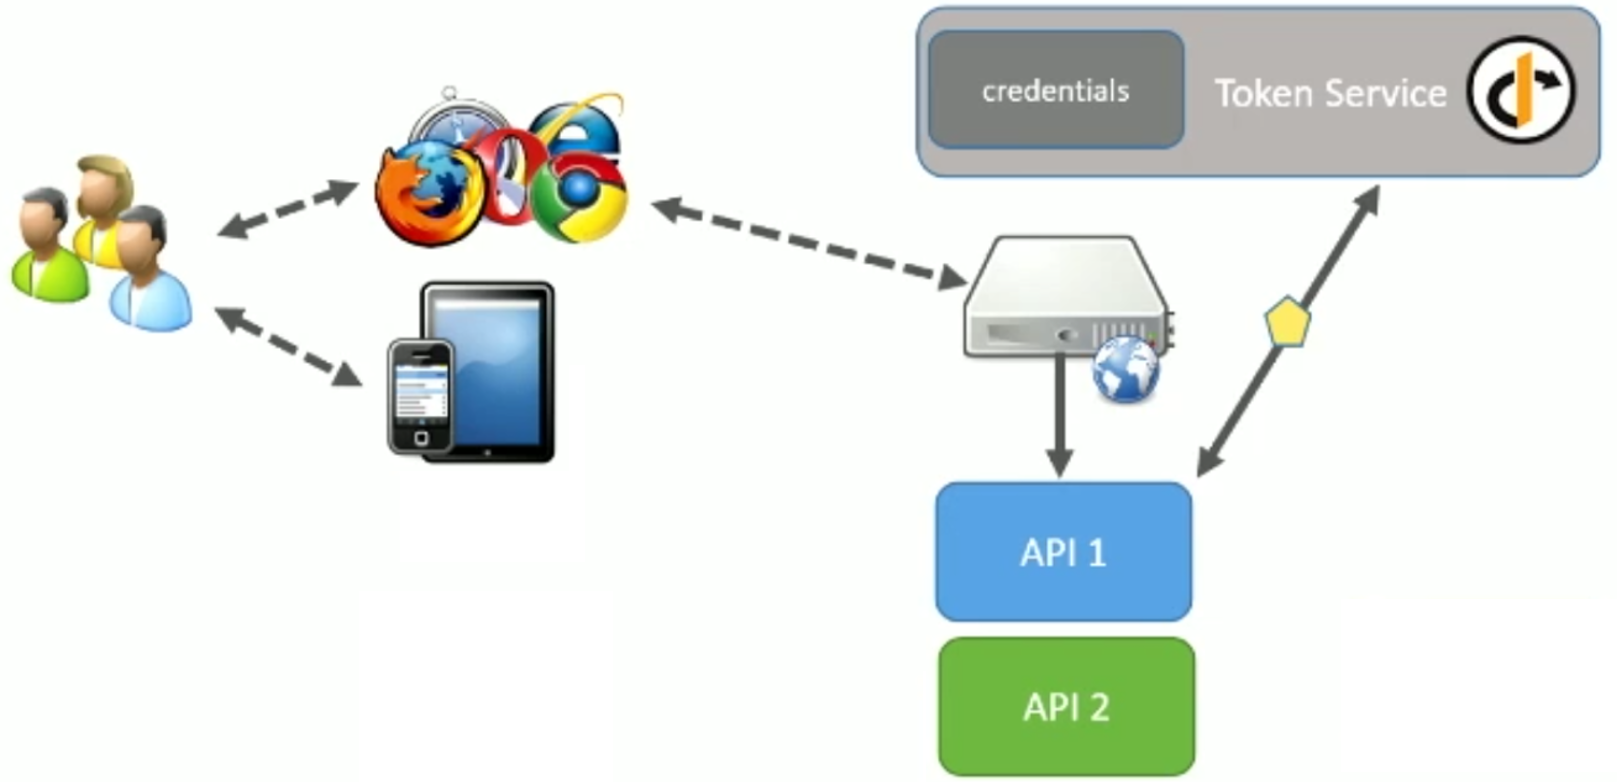 credentials
Token Service
API 1
API 2